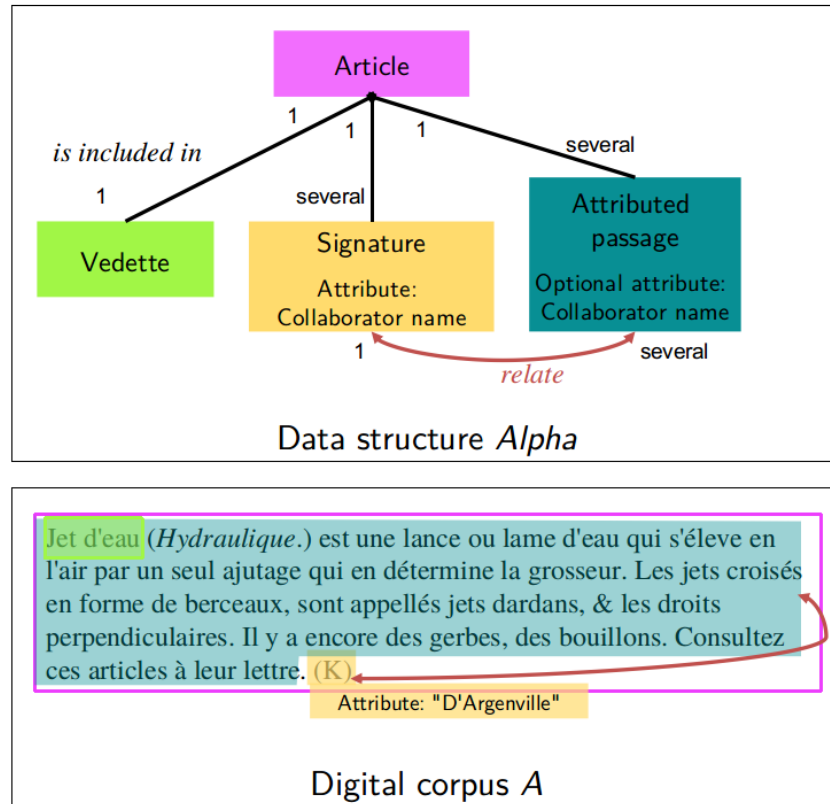 Article
1
1
1
several
is included in
1
several
Vedette
Signature
Attribute:
Collaborator name
Attributed
passage
Optional attribute:
Collaborator name
1
several
relate
Data structure Alpha
Jet d'eau (Hydraulique.) est une lance ou lame d'eau qui s'éleve en
l'air par un seul ajutage qui en détermine la grosseur. Les jets croisés
en forme de berceaux, sont appellés jets dardans, & les droits
perpendiculaires. Il y a encore des gerbes, des bouillons. Consultez
ces articles à leur lettre. (K)
Attribute: "D'Argenville"
Digital corpus A